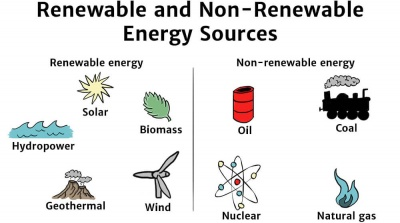 Renewable and Non-Renewable
Energy Sources
Renewable energy
Solar
Biomass
Hydropower
Geothermal
Wind
Non-renewable energy
Oil
Coal
Nuclear
Natural gas